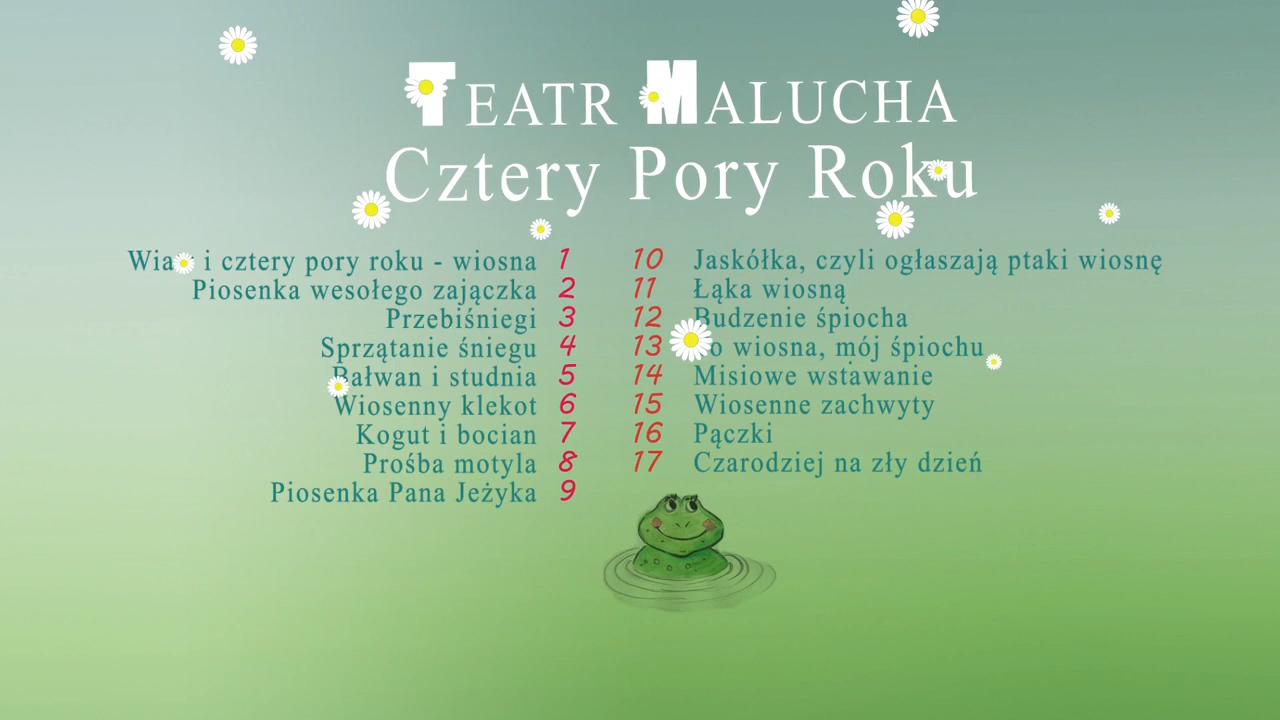 TEATR MALUCHA
Cztery Pory Roku
i cztery pory roku - wiosna 1
Piosenka wesołego zajączka 2
Przebiśniegi 3
Sprzątanie śniegu 4
Bałwan i studnia 5
Wiosenny klekot 6
Kogut i bocian 7
Prośba motyla 8
Piosenka Pana Jeżyka 9
10 Jaskółka, czyli ogłaszają ptaki wiosnę
11 Łąka wiosną
12 Budzenie śpiocha
13 wiosna, mój śpiochu
14 Misiowe wstawanie
15 Wiosenne zachwyty
16 Pączki
17 Czarodziej na zły dzień